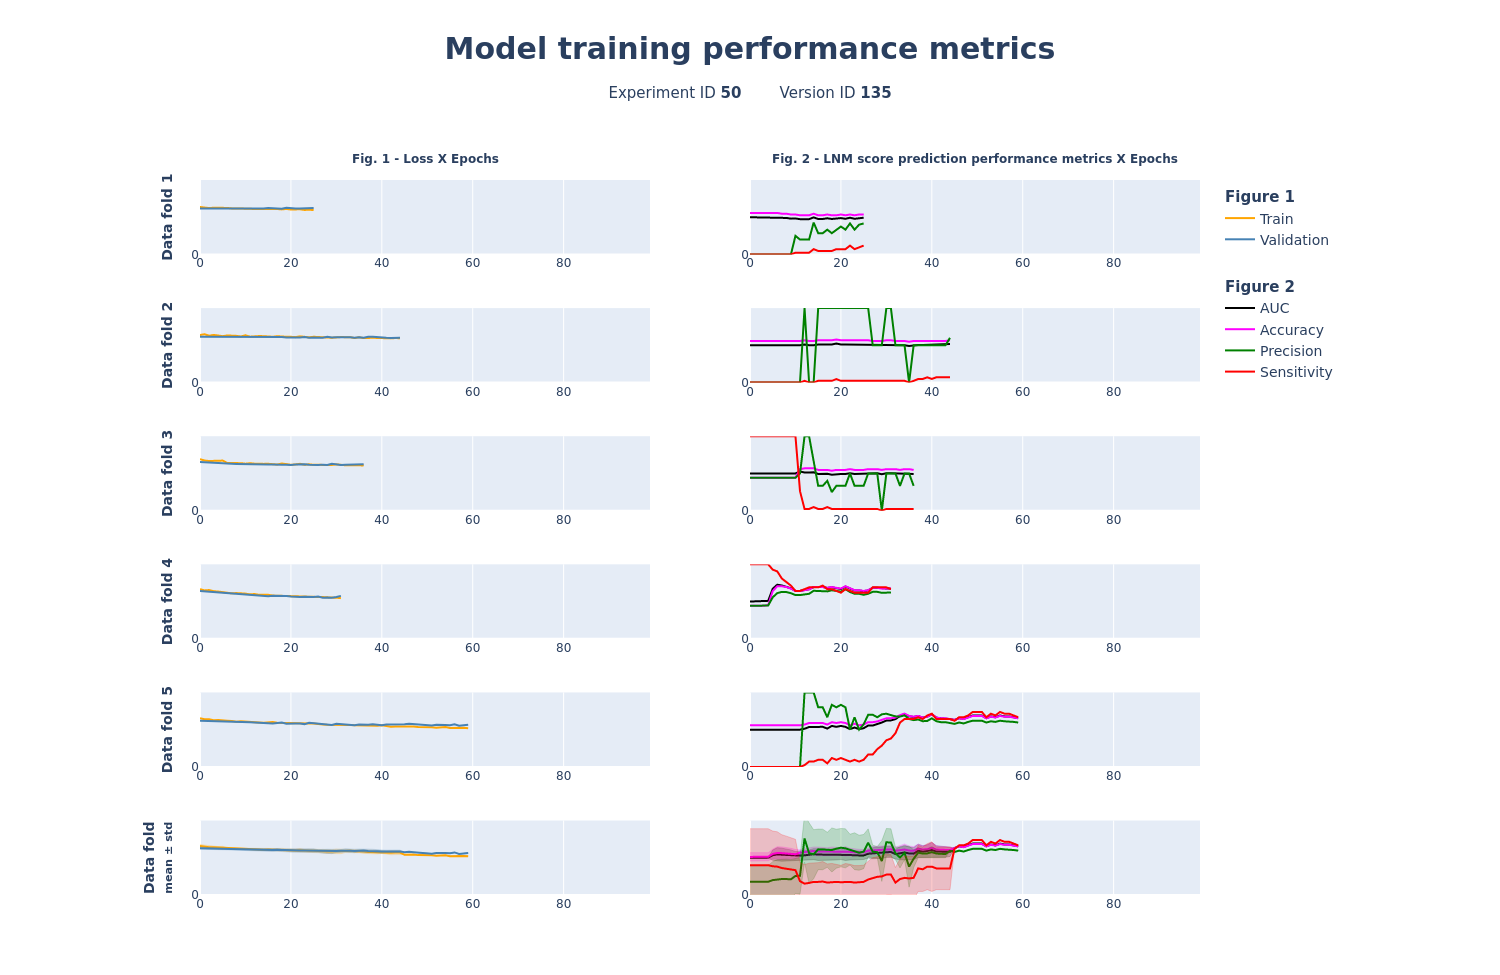 Model training performance metrics
Experiment ID 50 Version ID 135
Fig. 1 - Loss X Epochs
Fig. 2 - LNM score prediction performance metrics X Epochs
Data fold 1
0
0 20 40 60 80
0
0 20 40 60 80
Data fold 2
0
0 20 40 60 80
0
0 20 40 60 80
Data fold 3
0
0 20 40 60 80
0
0 20 40 60 80
Data fold 4
0
0 20 40 60 80
0
0 20 40 60 80
Data fold 5
0
0 20 40 60 80
0
0 20 40 60 80
Data fold
mean ± std
0
0 20 40 60 80
0
0 20 40 60 80
Figure 1
Train
Validation
Figure 2
AUC
Accuracy
Precision
Sensitivity